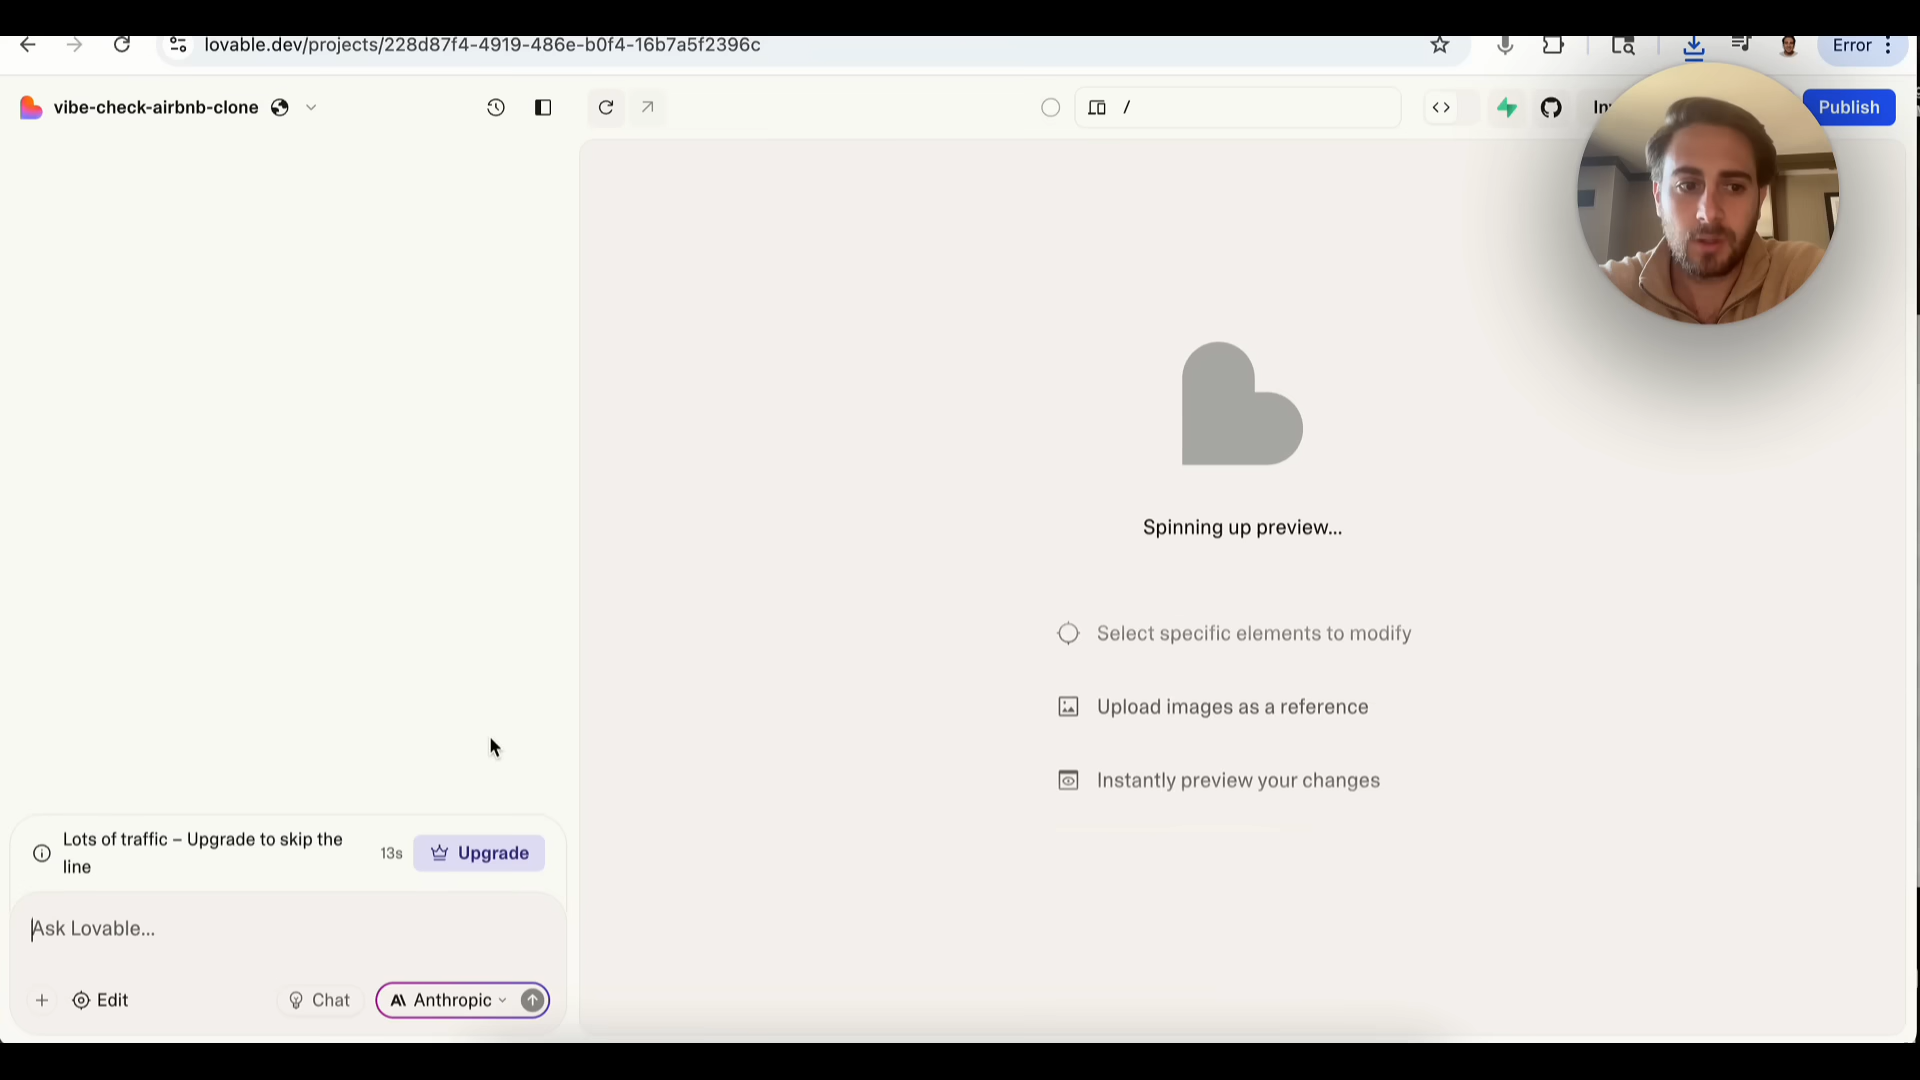 lovable.dev/projects/228d87f4-4919-486e-b0f4-16b7a5f2396c
Error
vibe-check-airbnb-clone
/
Publish
Spinning up preview...
Select specific elements to modify
Upload images as a reference
Instantly preview your changes
Lots of traffic – Upgrade to skip the
line
13s
Upgrade
Ask Lovable...
Edit
Chat
Anthropic